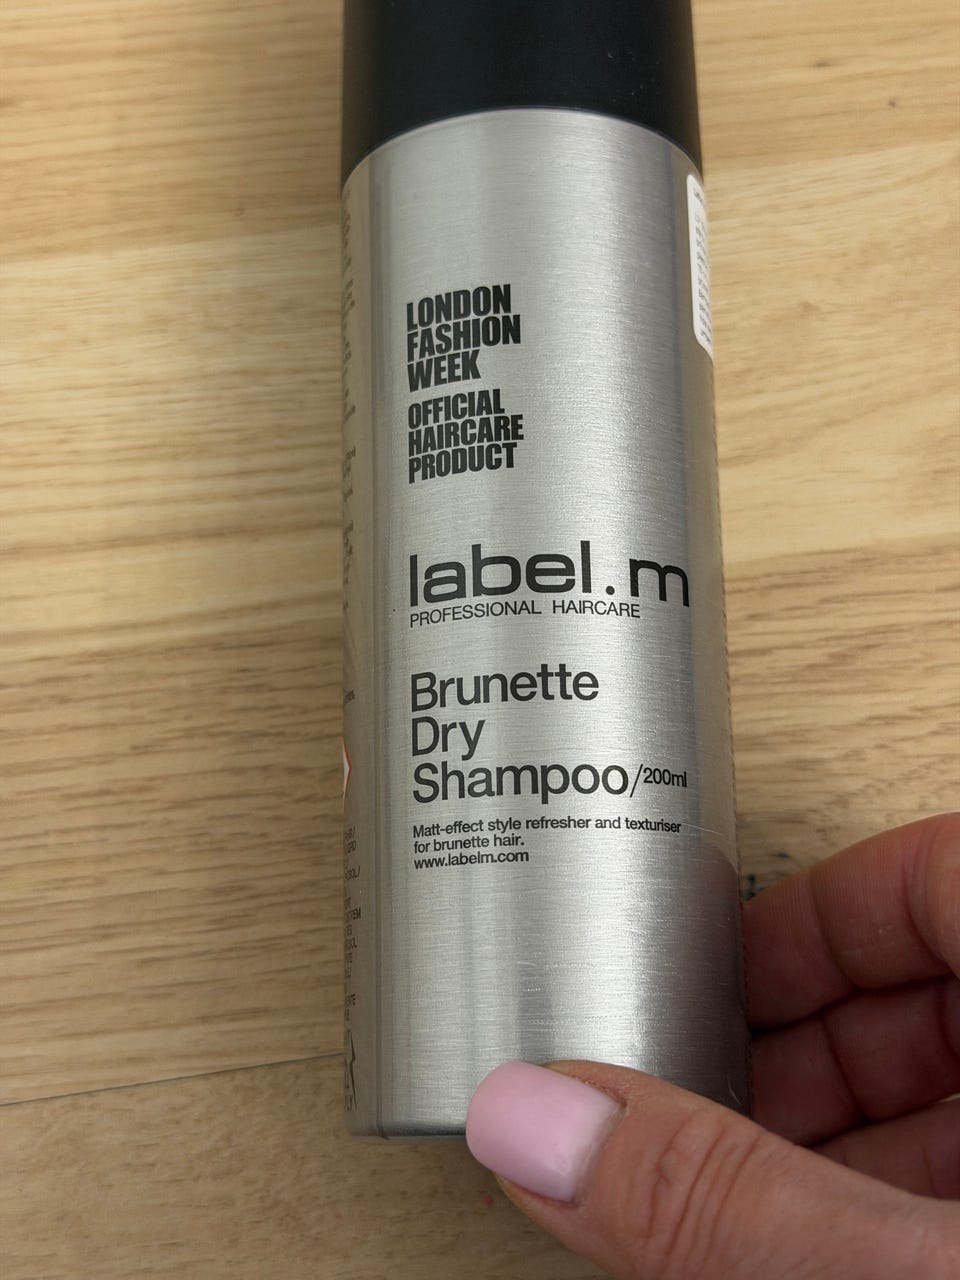 LONDON
FASHION
WEEK
OFFICIAL
HAIRCARE
PRODUCT
label.m
PROFESSIONAL HAIRCARE
Brunette
Dry
Shampoo/200ml
Matt-effect style refresher and texturiser
for brunette hair.
www.labelm.com